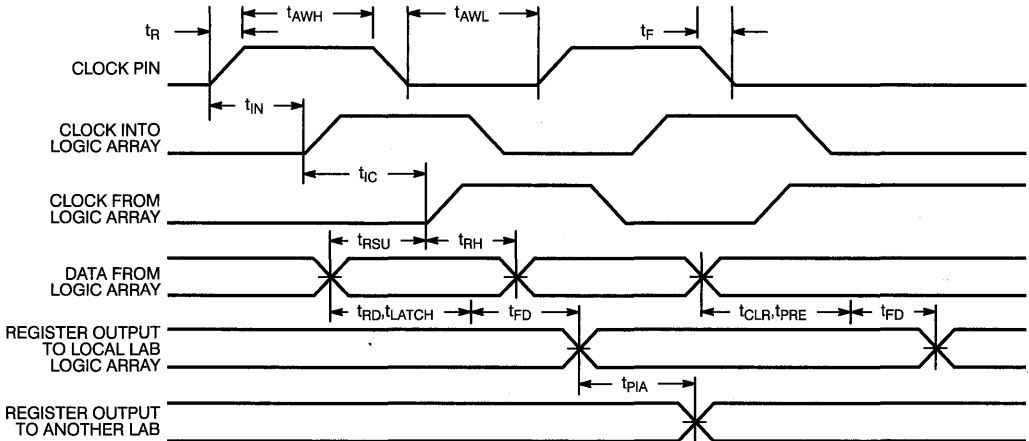 tAWH
tAWL
tR
tF
CLOCK PIN
tIN
CLOCK INTO
LOGIC ARRAY
tIC
CLOCK FROM
LOGIC ARRAY
tRSU
tRH
DATA FROM
LOGIC ARRAY
tRD,tLATCH
tFD
tCLR,tPRE
tFD
REGISTER OUTPUT
TO LOCAL LAB
LOGIC ARRAY
tPIA
REGISTER OUTPUT
TO ANOTHER LAB